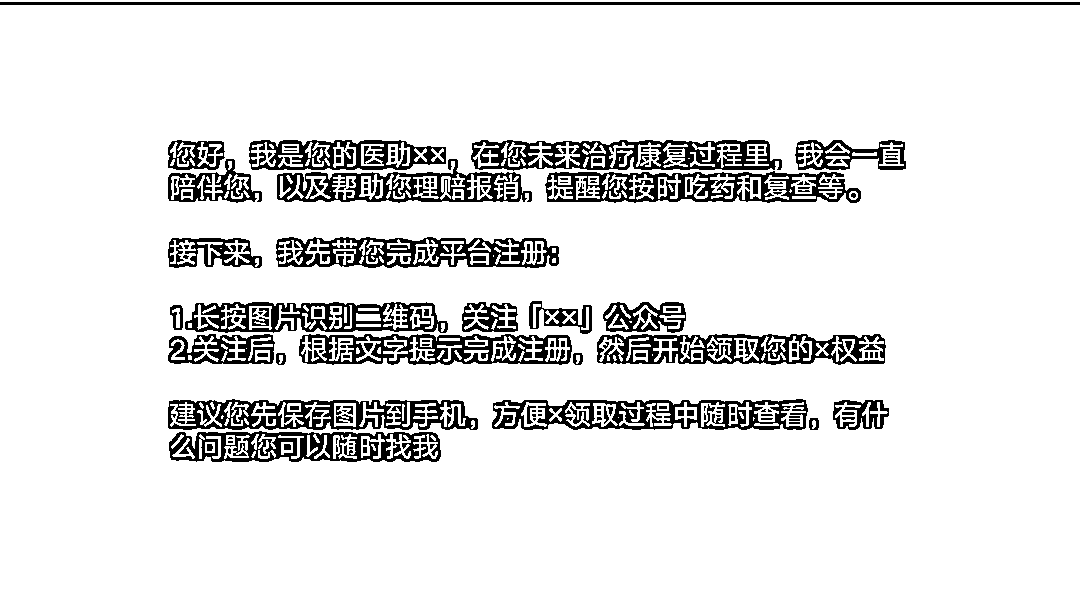 您好，我是您的医助××，在您未来治疗康复过程里，我会一直
陪伴您，以及帮助您理赔报销，提醒您按时吃药和复查等。
接下来，我先带您完成平台注册：
1.长按图片识别二维码，关注「××」公众号
2.关注后，根据文字提示完成注册，然后开始领取您的×权益
建议您先保存图片到手机，方便×领取过程中随时查看，有什
么问题您可以随时找我